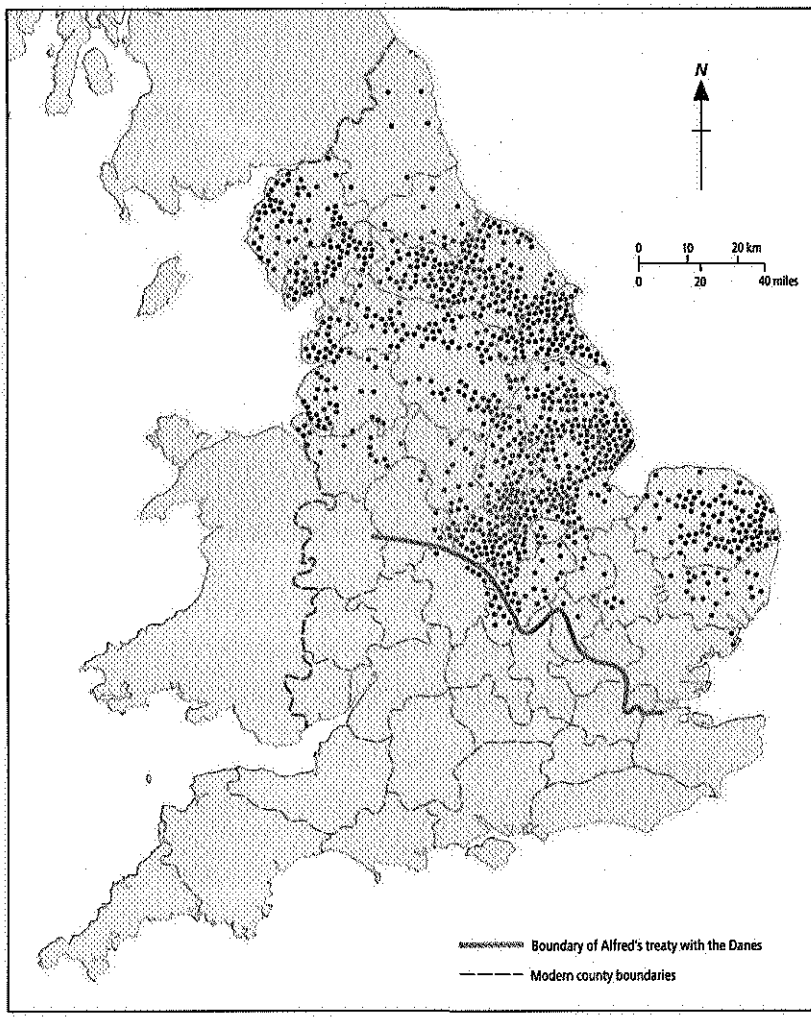 N
0 10 20 km
0 20 40 miles
Boundary of Alfred's treaty with the Danes
Modern county boundaries